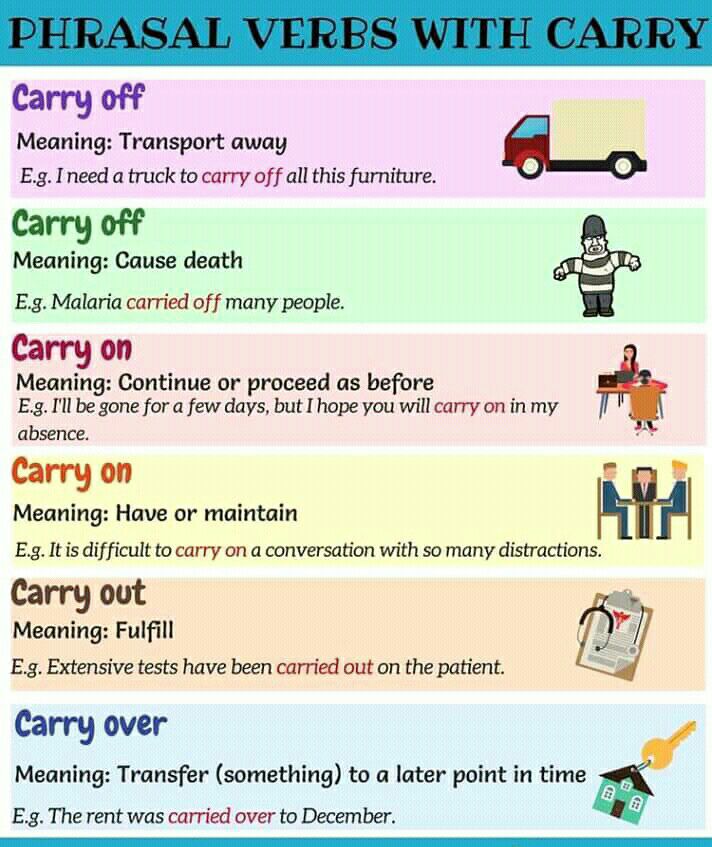 PHRASAL VERBS WITH CARRY
Carry off
Meaning: Transport away
E.g. I need a truck to carry off all this furniture.
Carry off
Meaning: Cause death
E.g. Malaria carried off many people.
Carry on
Meaning: Continue or proceed as before
E.g. I'll be gone for a few days, but I hope you will carry on in my
absence.
Carry on
Meaning: Have or maintain
E.g. It is difficult to carry on a conversation with so many distractions.
Carry out
Meaning: Fulfill
E.g. Extensive tests have been carried out on the patient.
Carry over
Meaning: Transfer (something) to a later point in time
E.g. The rent was carried over to December.